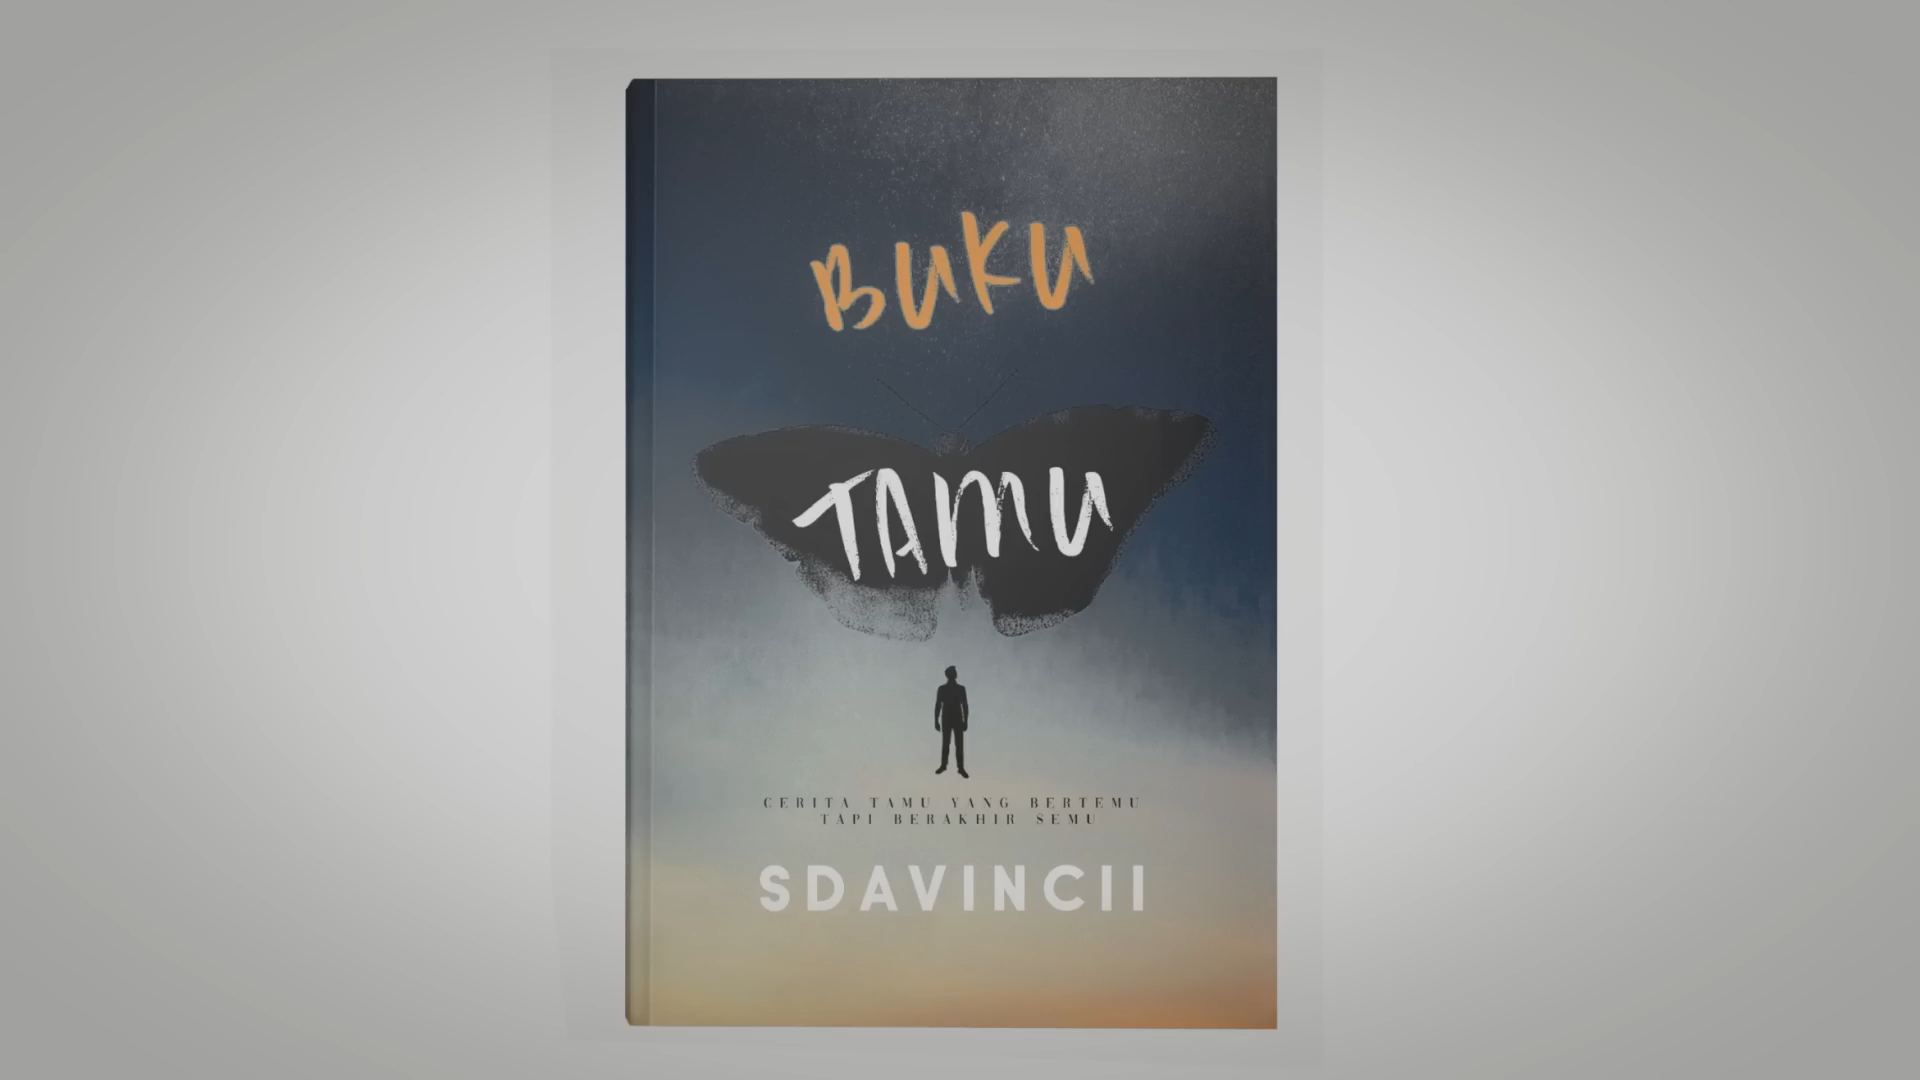 BUKU
TAMU
CERITA TAMU YANG BERTEMU
TAPI BERAKHIR SEMU
SDAVINCII